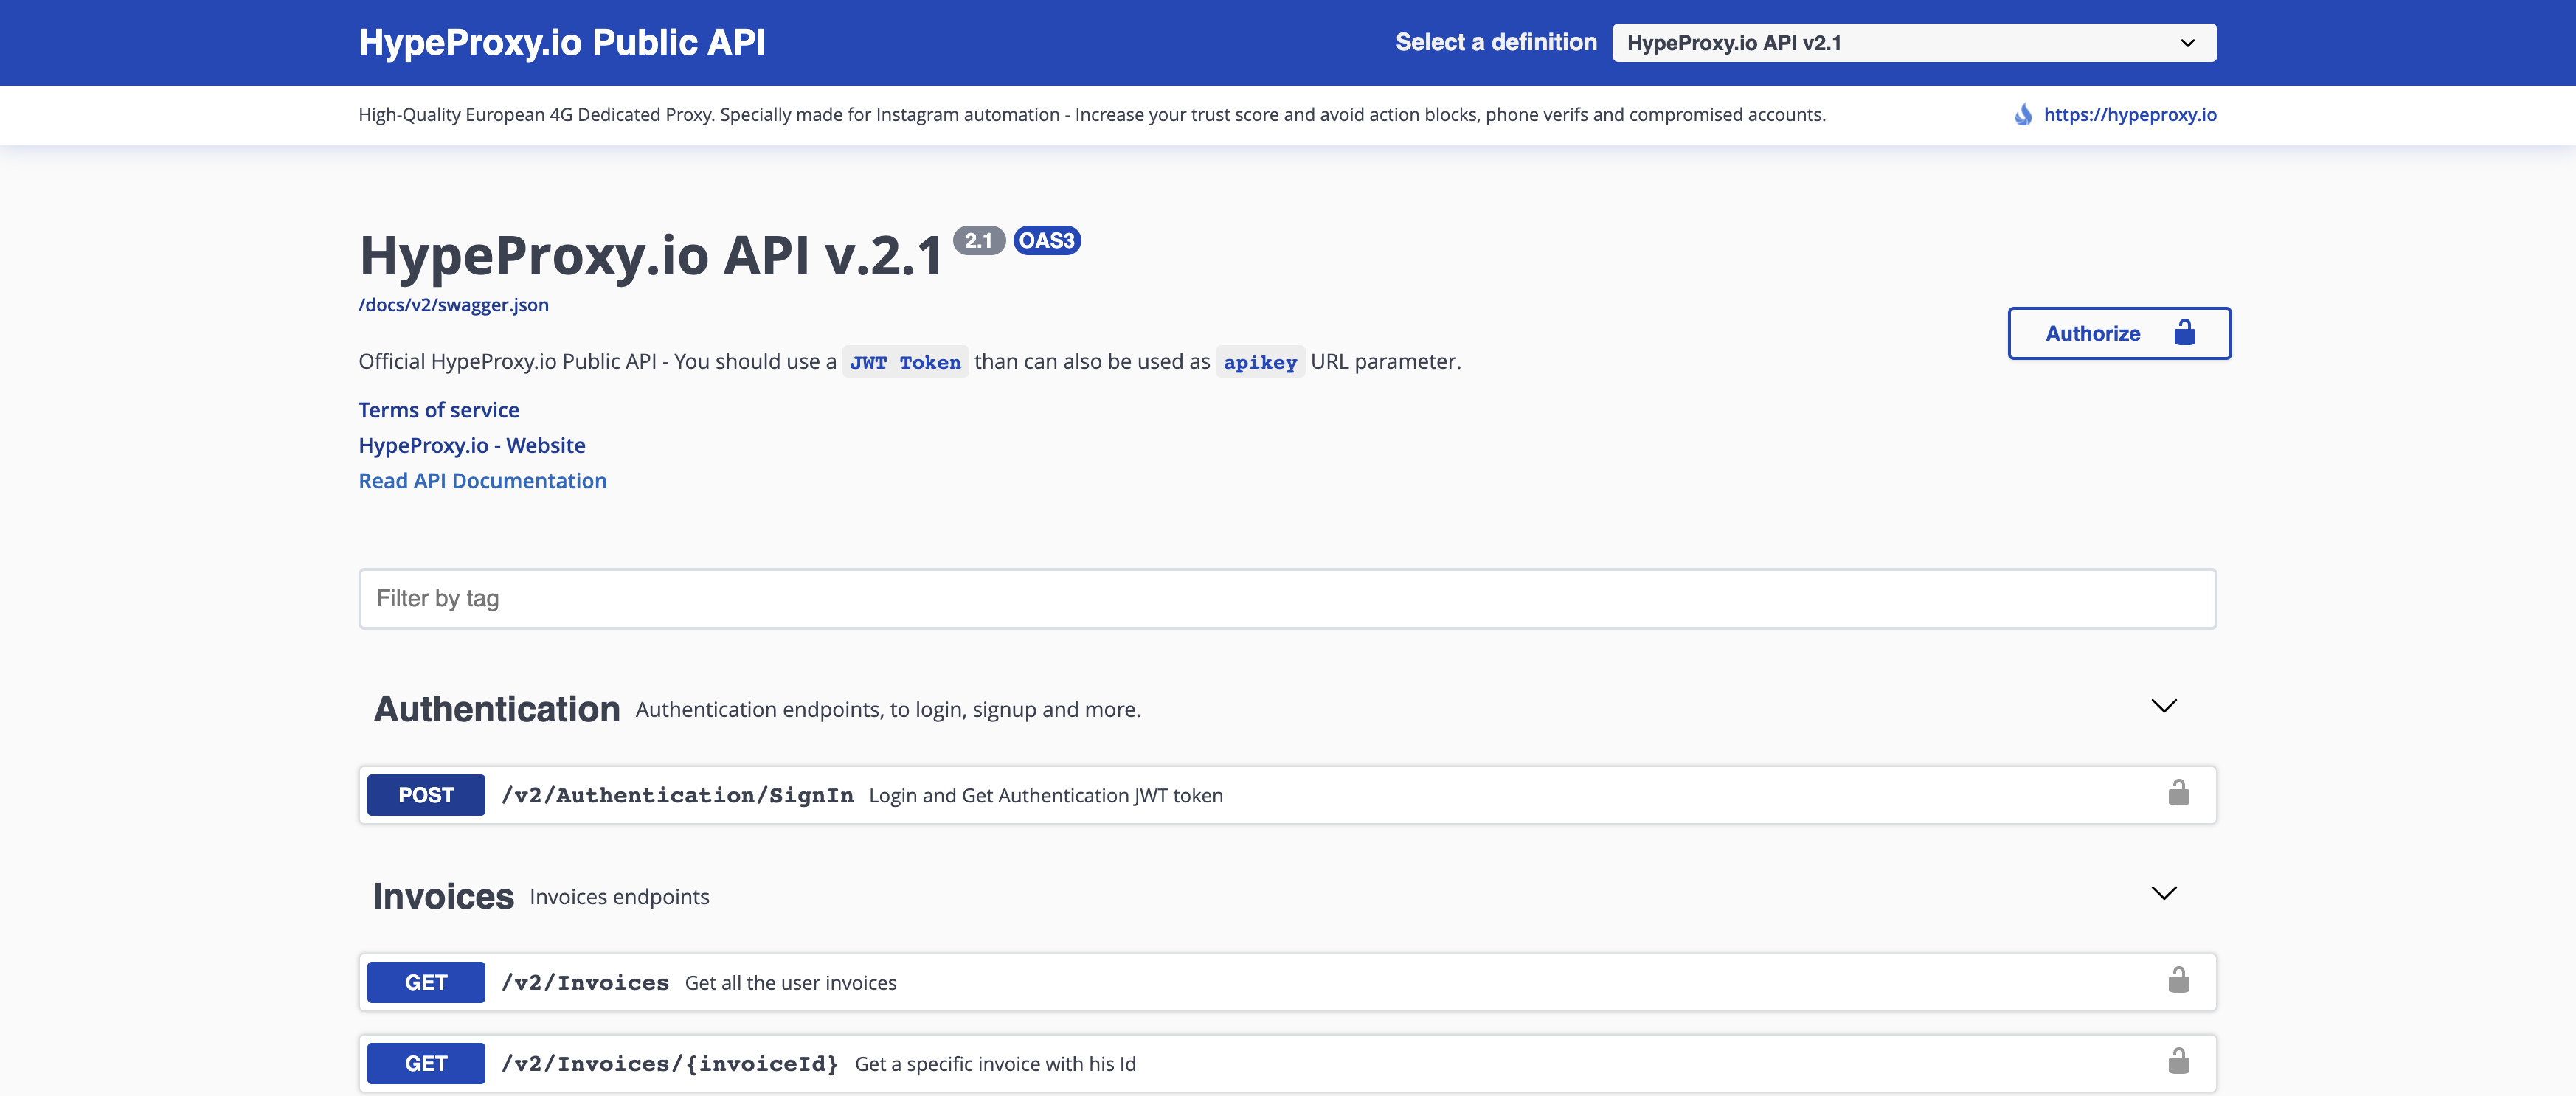 HypeProxy.io Public API
Select a definition
HypeProxy.io API v2.1
High-Quality European 4G Dedicated Proxy. Specially made for Instagram automation - Increase your trust score and avoid action blocks, phone verifs and compromised accounts.
https://hypeproxy.io
HypeProxy.io API v.2.1 2.1 OAS3
/docs/v2/swagger.json
Authorize
Official HypeProxy.io Public API - You should use a JWT Token than can also be used as apikey URL parameter.
Terms of service
HypeProxy.io - Website
Read API Documentation
Filter by tag
Authentication Authentication endpoints, to login, signup and more.
POST /v2/Authentication/SignIn Login and Get Authentication JWT token
Invoices Invoices endpoints
GET /v2/Invoices Get all the user invoices
GET /v2/Invoices/{invoiceId} Get a specific invoice with his Id